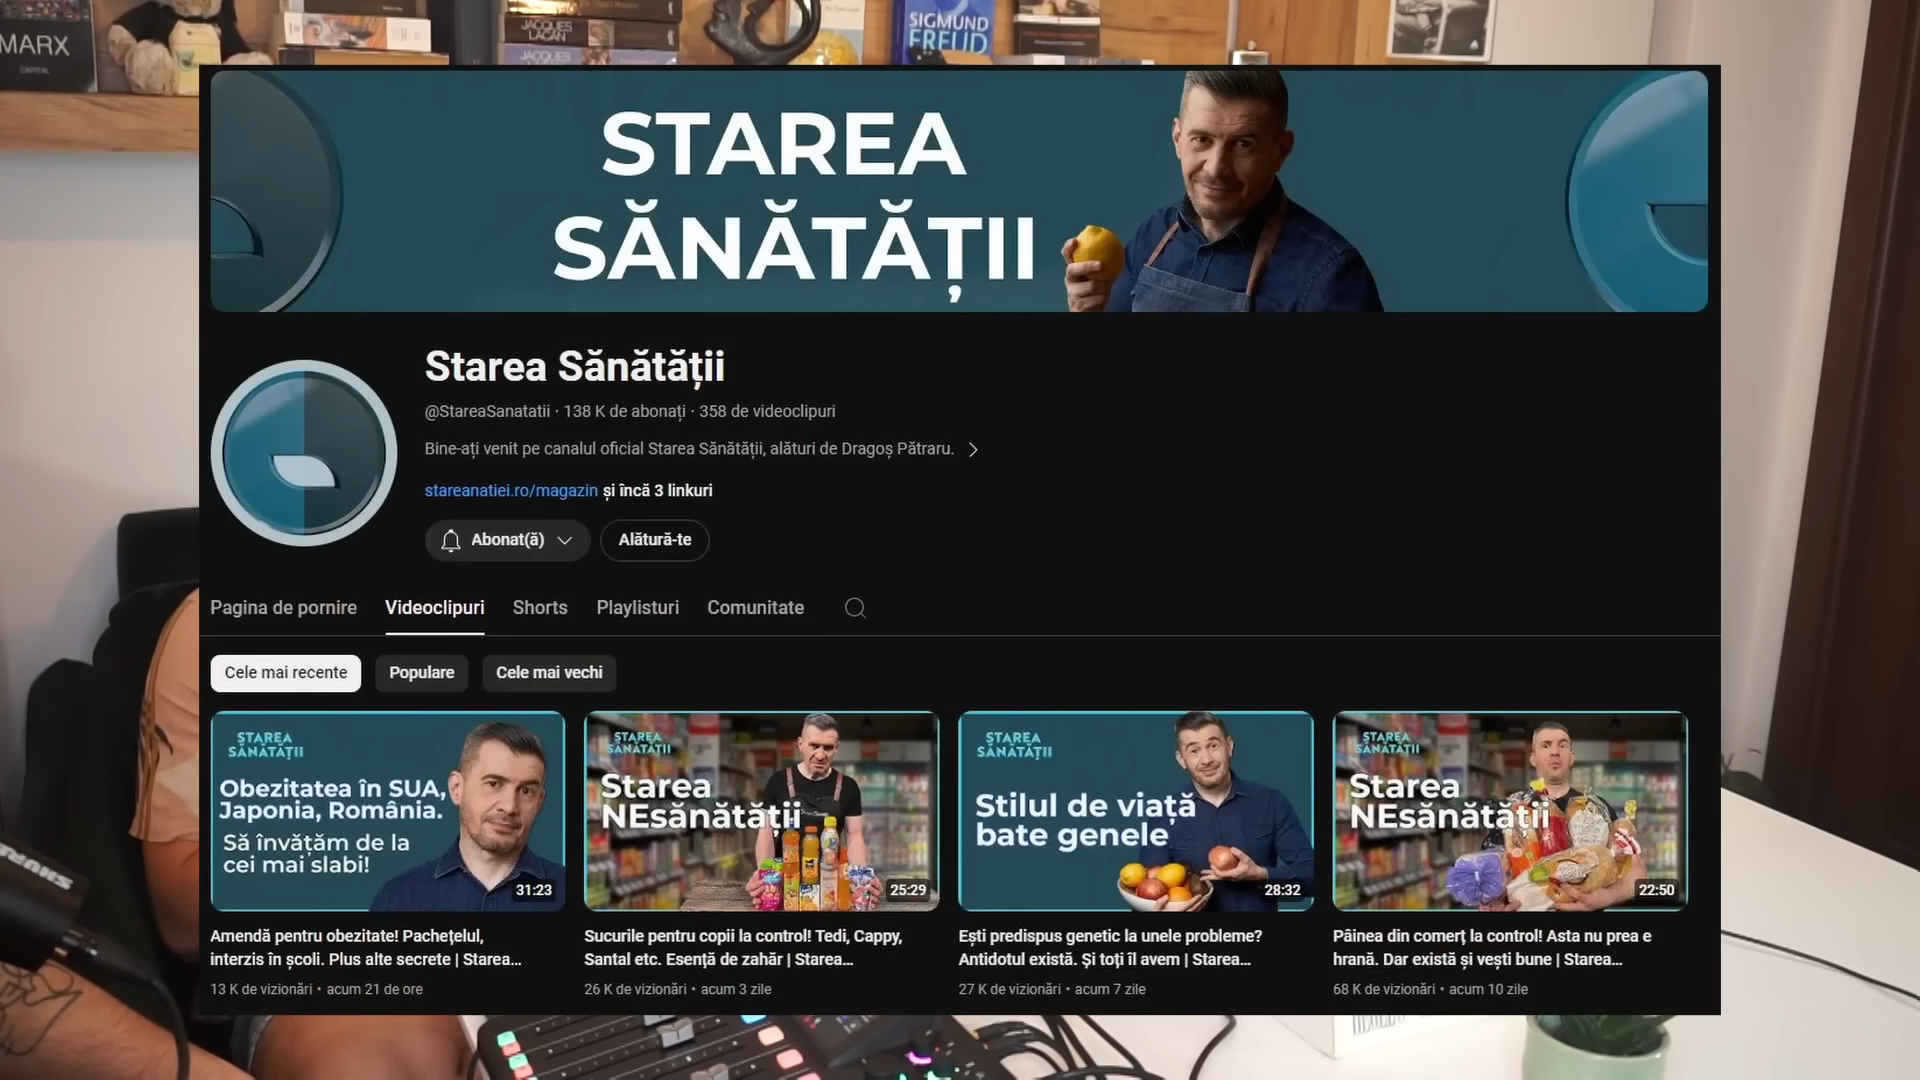 MARX
CAPITAL
JACQUES
LACAN
JACQUES
SIGMUND
FREUD
STAREA
SĂNĂTĂȚII
Starea Sănătății
@StareaSanatatii · 138 K de abonați · 358 de videoclipuri
Bine-ați venit pe canalul oficial Starea Sănătății, alături de Dragoș Pătraru.
stareanatiei.ro/magazin și încă 3 linkuri
Abonat(ă)
Alătură-te
Pagina de pornire
Videoclipuri
Shorts
Playlisturi
Comunitate
Cele mai recente
Populare
Cele mai vechi
STAREA
SĂNĂTĂȚII
Obezitatea în SUA,
Japonia, România.
Să învățăm de la
cei mai slabi!
31:23
Amendă pentru obezitate! Pachețelul,
interzis în școli. Plus alte secrete | Starea...
13 K de vizionări • acum 21 de ore
STAREA
SĂNĂTĂȚII
Starea
NEsănătății
25:29
Sucurile pentru copii la control! Tedi, Cappy,
Santal etc. Esență de zahăr | Starea...
26 K de vizionări • acum 3 zile
STAREA
SĂNĂTĂȚII
Stilul de viață
bate genele
28:32
Ești predispus genetic la unele probleme?
Antidotul există. Și toți îl avem | Starea...
27 K de vizionări • acum 7 zile
STAREA
SĂNĂTĂȚII
Starea
NEsănătății
22:50
Pâinea din comerț la control! Asta nu prea e
hrană. Dar există și vești bune | Starea...
68 K de vizionări • acum 10 zile
SHURE